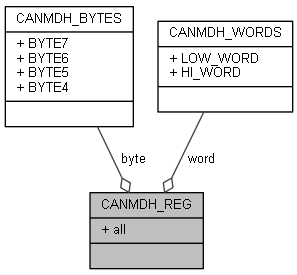 CANMDH_BYTES
+ BYTE7
+ BYTE6
+ BYTE5
+ BYTE4
CANMDH_WORDS
+ LOW_WORD
+ HI_WORD
byte
word
CANMDH_REG
+ all